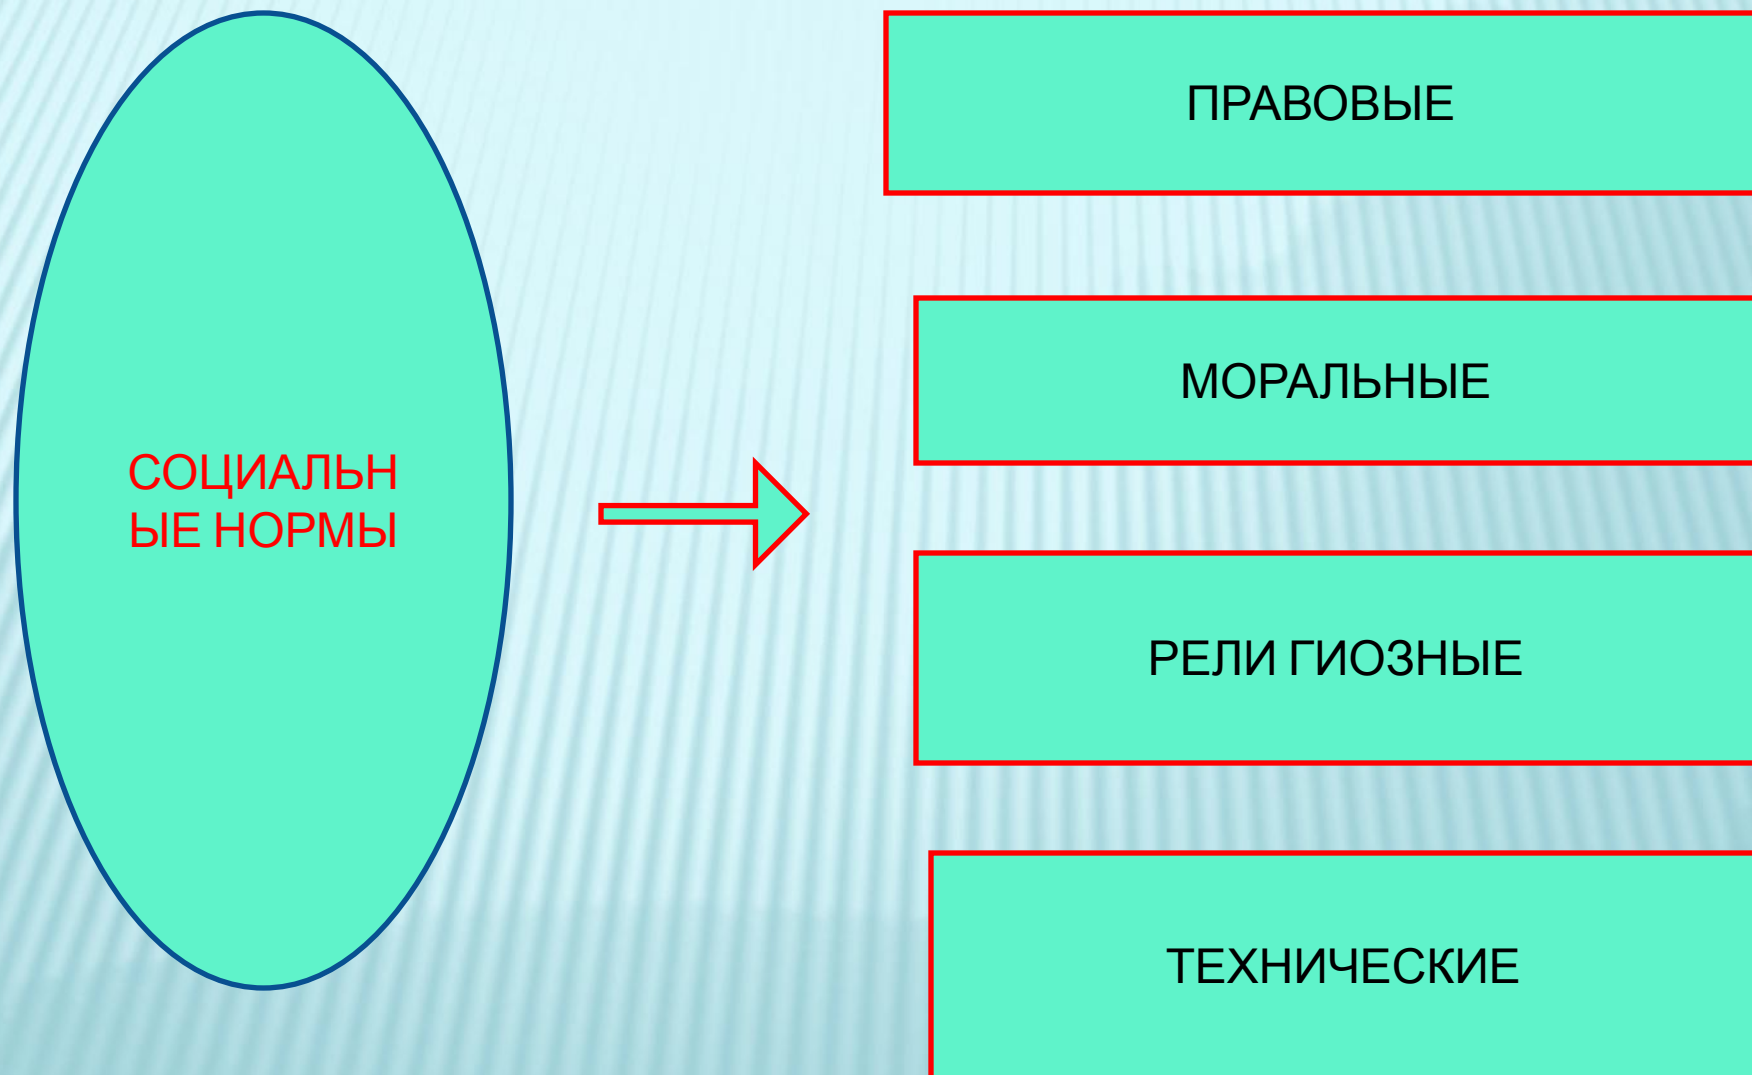 СОЦИАЛЬН
ЫЕ НОРМЫ
ПРАВОВЫЕ
МОРАЛЬНЫЕ
РЕЛИ ГИОЗНЫЕ
ТЕХНИЧЕСКИЕ